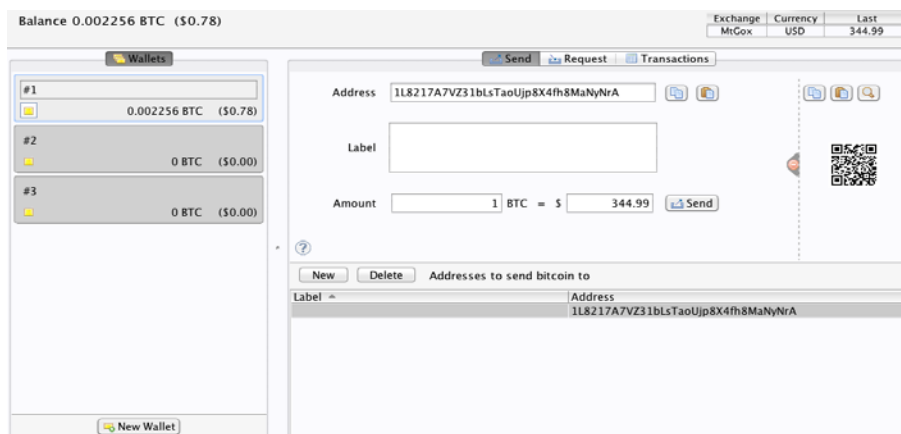 Balance 0.002256 BTC ($0.78)
Exchange Currency Last
MtGox USD 344.99
Wallets
Send Request Transactions
#1
0.002256 BTC ($0.78)
#2
0 BTC ($0.00)
#3
0 BTC ($0.00)
New Wallet
Address 1L8217A7VZ31bLsTaoUjp8X4fh8MaNyNrA
Label
Amount 1 BTC = $ 344.99 Send
?
New Delete Addresses to send bitcoin to
Label Address
1L8217A7VZ31bLsTaoUjp8X4fh8MaNyNrA